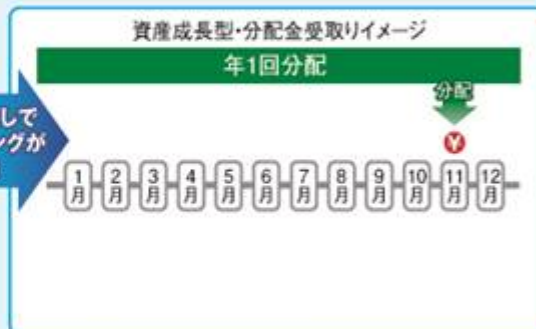 資産成長型・分配金受取りイメージ
年1回分配
分配
して
グが
¥
1月 2月 3月 4月 5月 6月 7月 8月 9月 10月 11月 12月